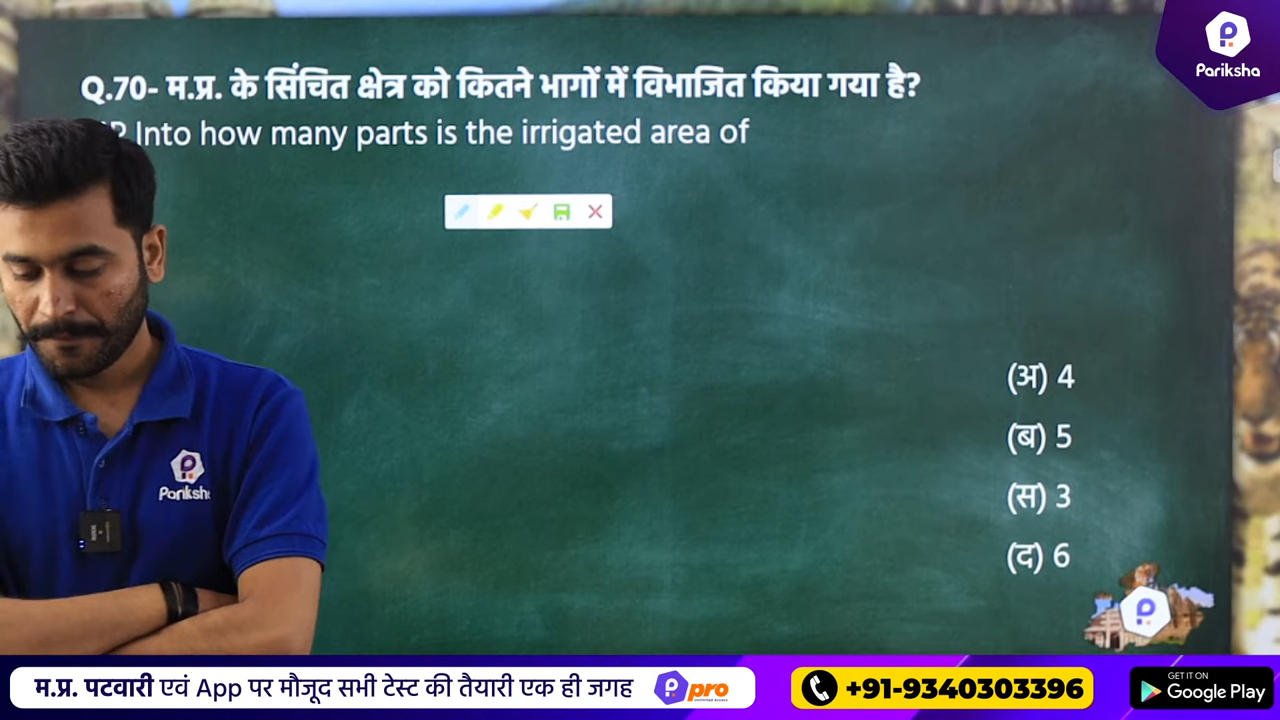 Pariksha
Q.70- म.प्र. के सिंचित क्षेत्र को कितने भागों में विभाजित किया गया है?
Into how many parts is the irrigated area of
(अ) 4
(ब) 5
(स) 3
(द) 6
Pariksha
म.प्र. पटवारी एवं App पर मौजूद सभी टेस्ट की तैयारी एक ही जगह
pro
+91-9340303396
GET IT ON
Google Play